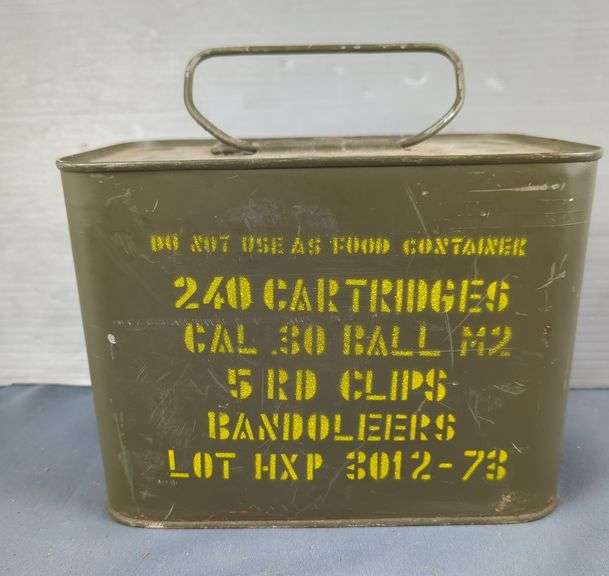 DO NOT USE AS FOOD CONTAINER
240 CARTRIDGES
CAL .30 BALL M2
5 RD CLIPS
BANDOLEERS
LOT HXP 3012-73